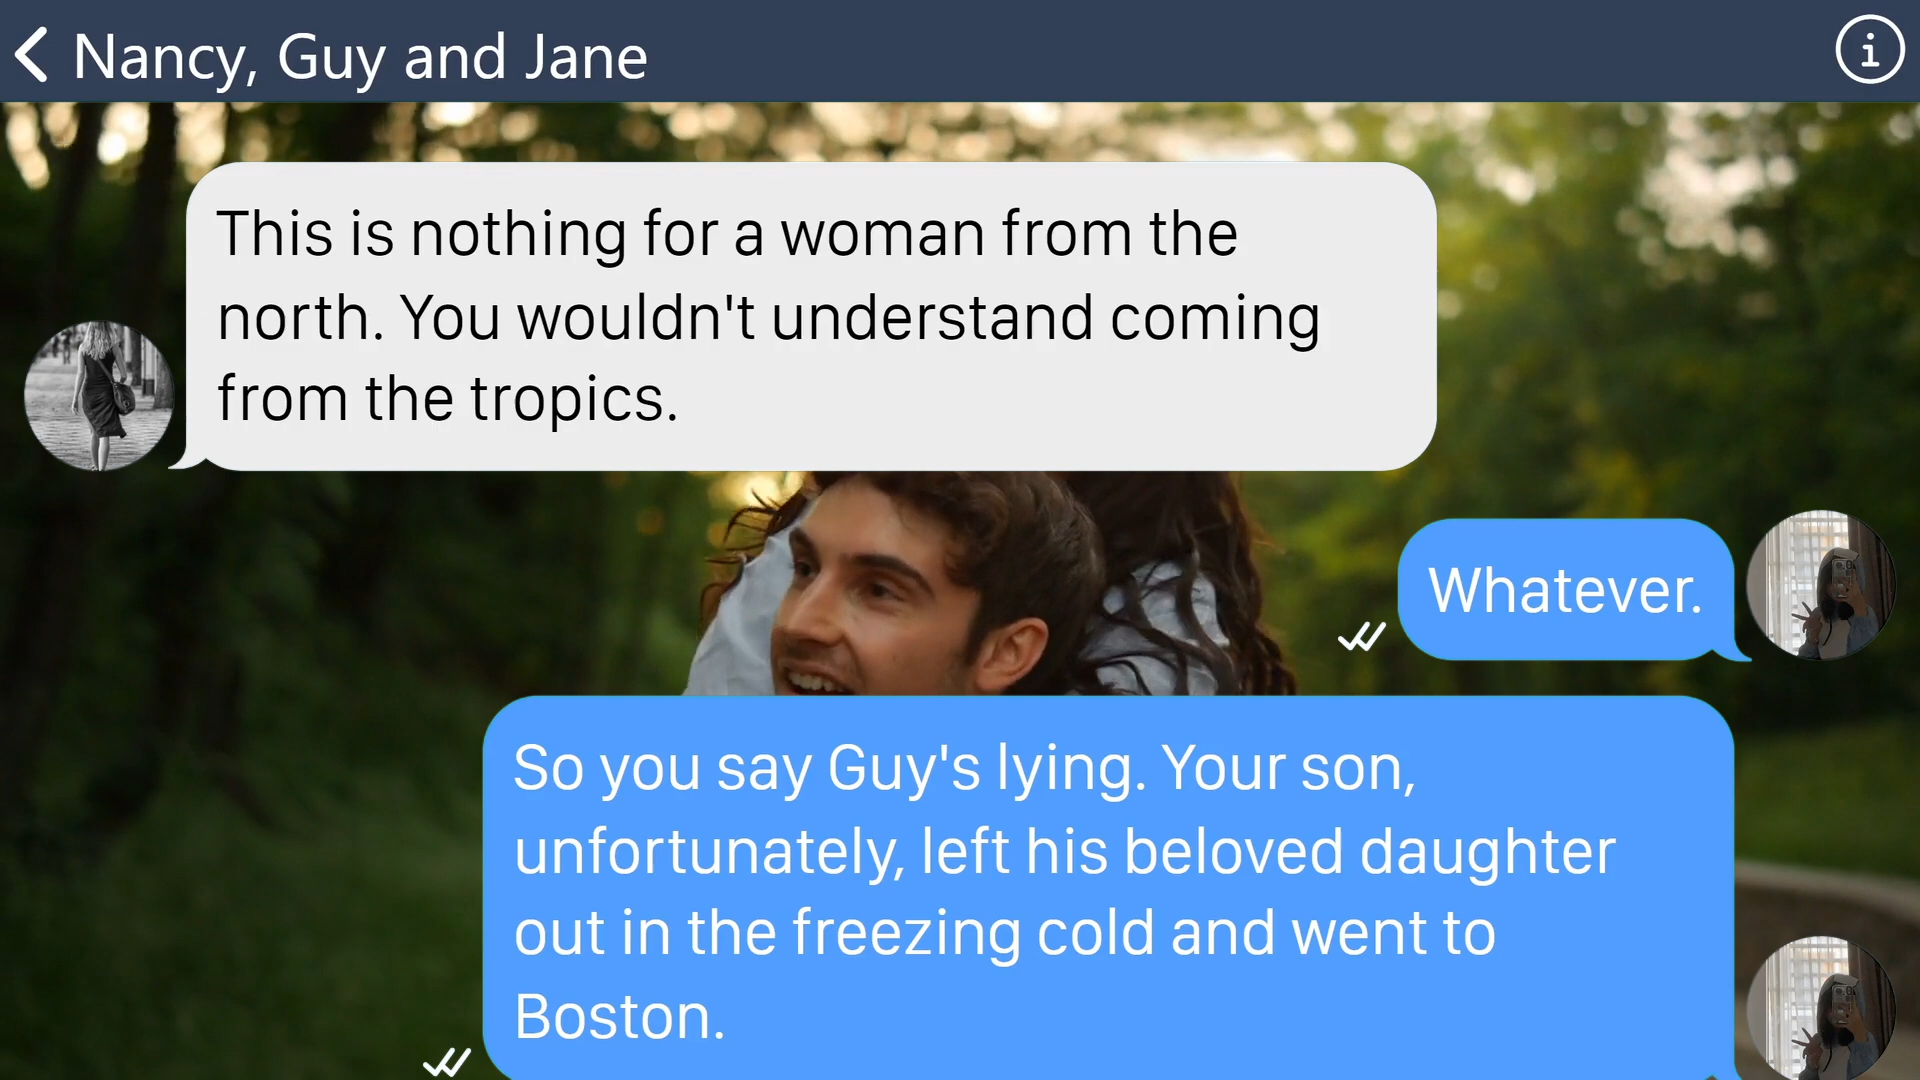 Nancy, Guy and Jane
This is nothing for a woman from the
north. You wouldn't understand coming
from the tropics.
Whatever.
So you say Guy's lying. Your son,
unfortunately, left his beloved daughter
out in the freezing cold and went to
Boston.